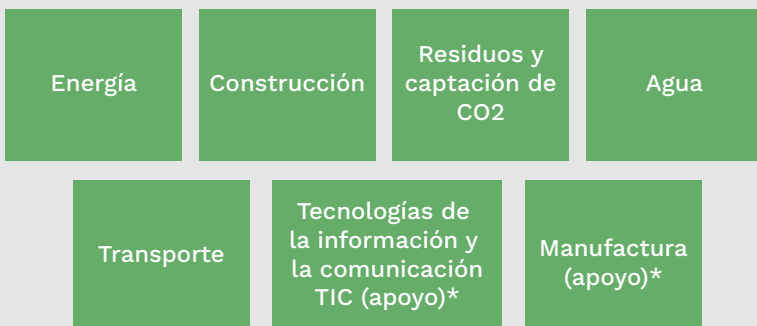 Energía
Construcción
Residuos y
captación de
CO2
Agua
Transporte
Tecnologías de
la información y
la comunicación
TIC (apoyo)*
Manufactura
(apoyo)*